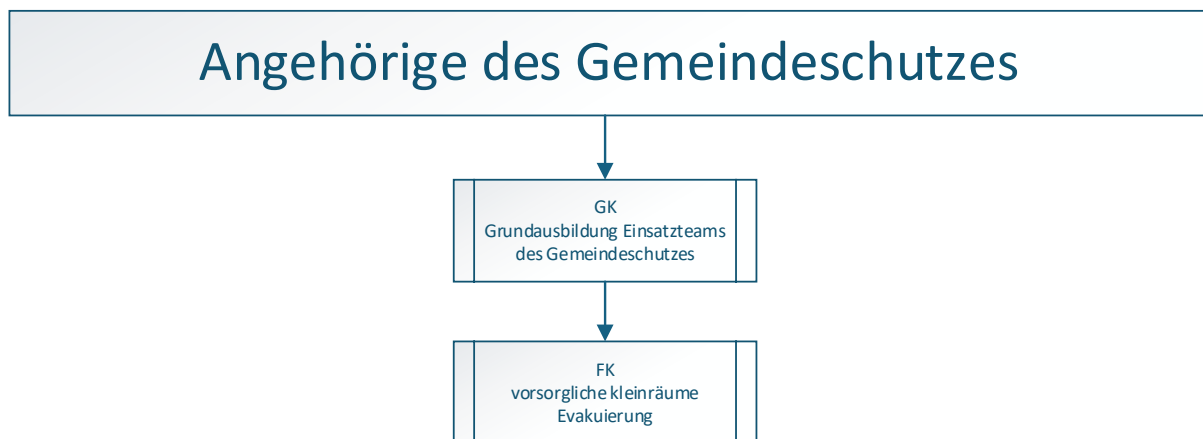 Angehörige des Gemeindeschutzes
GK
Grundausbildung Einsatzteams
des Gemeindeschutzes
FK
vorsorgliche kleinräume
Evakuierung